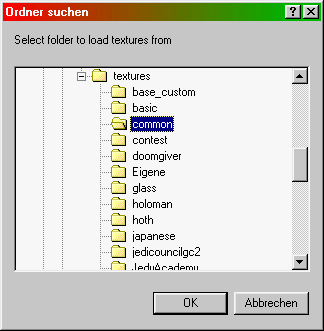 Ordner suchen
Select folder to load textures from
textures
base_custom
basic
common
contest
doomgiver
Eigene
glass
holoman
hoth
japanese
jedicouncilgc2
JeduAcademy
OK
Abbrechen